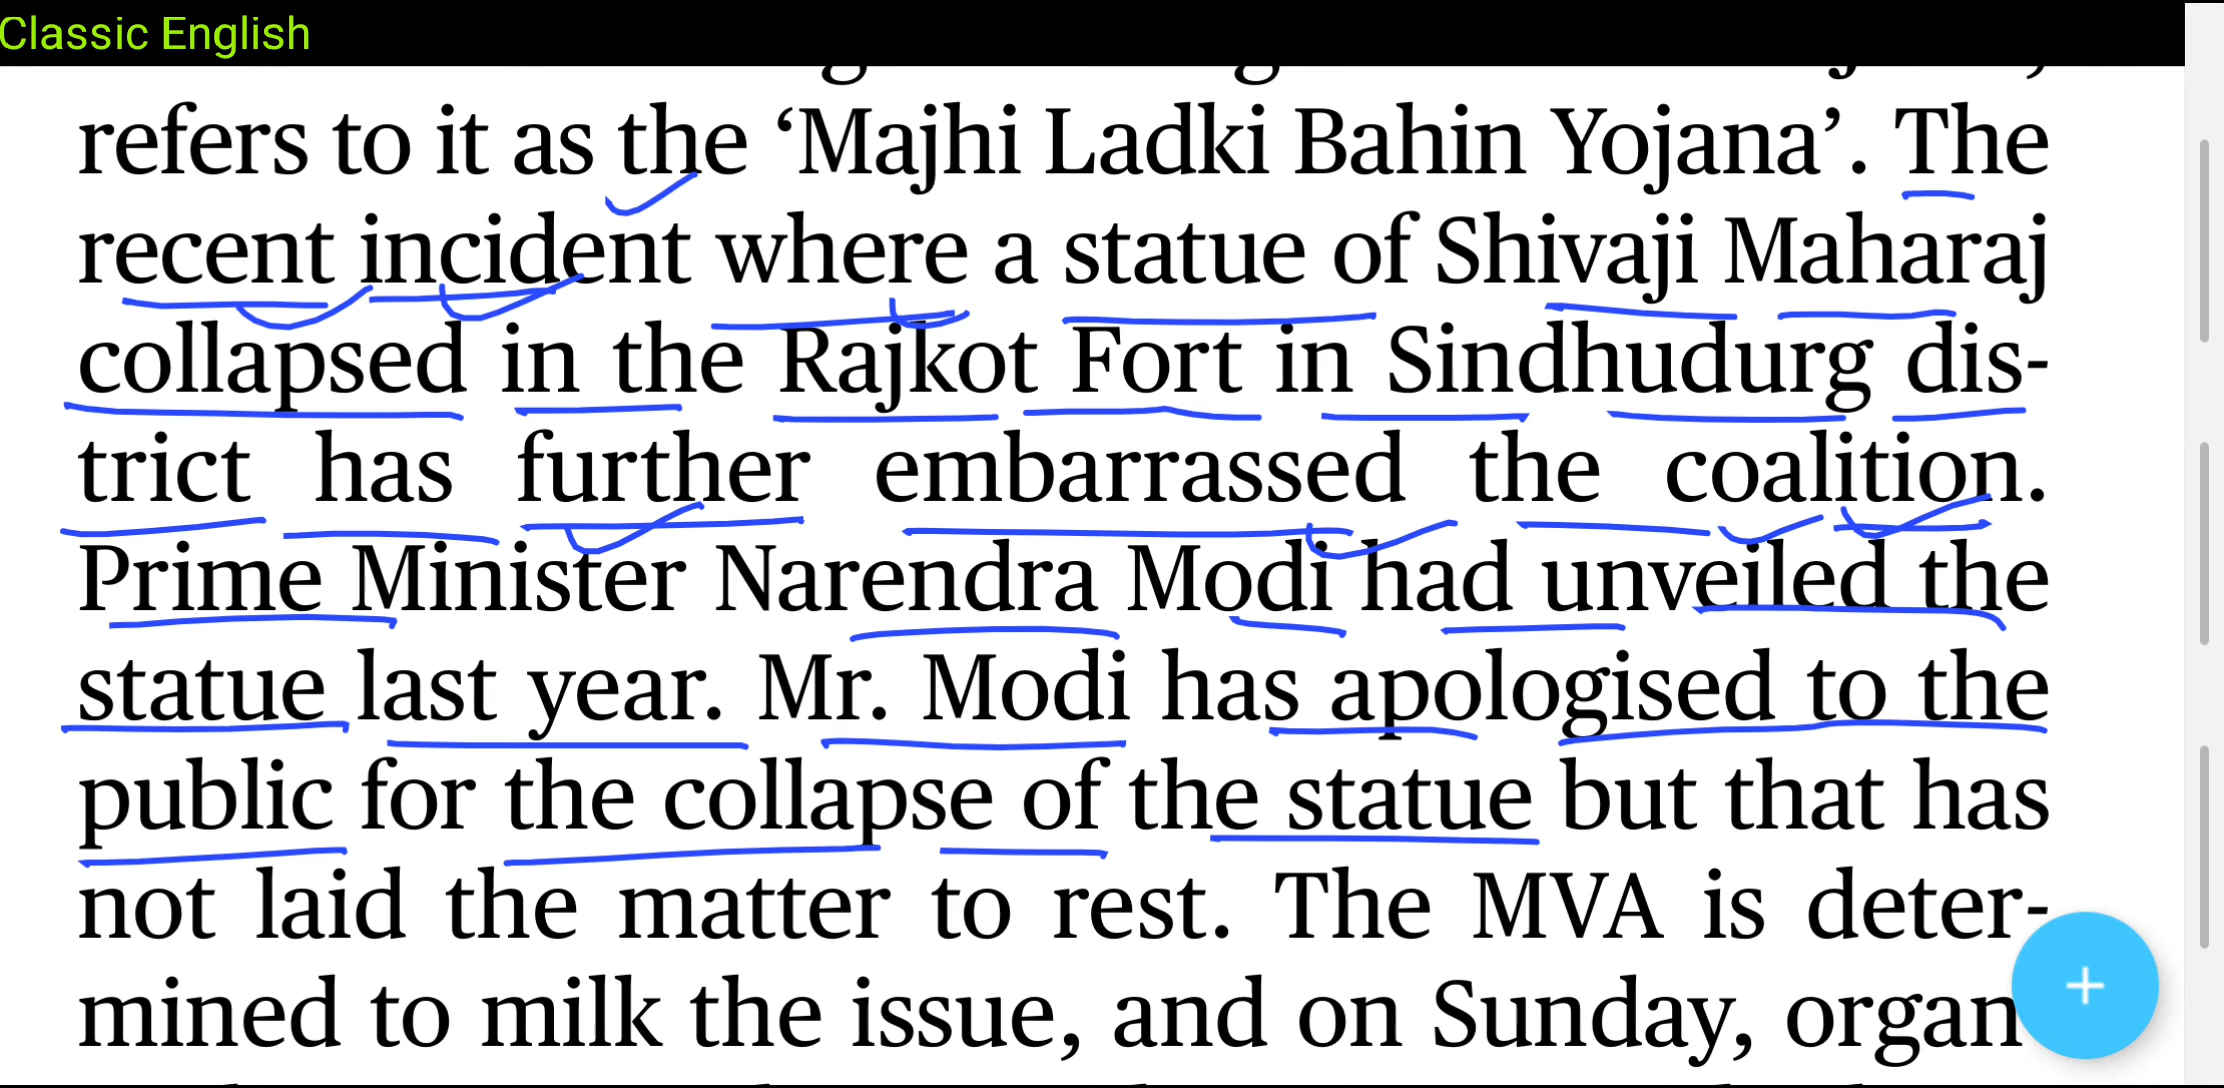 Classic English
refers to it as the ‘Majhi Ladki Bahin Yojana’. The
recent incident where a statue of Shivaji Maharaj
collapsed in the Rajkot Fort in Sindhudurg dis-
trict has further embarrassed the coalition.
Prime Minister Narendra Modi had unveiled the
statue last year. Mr. Modi has apologised to the
public for the collapse of the statue but that has
not laid the matter to rest. The MVA is deter-
mined to milk the issue, and on Sunday, organ